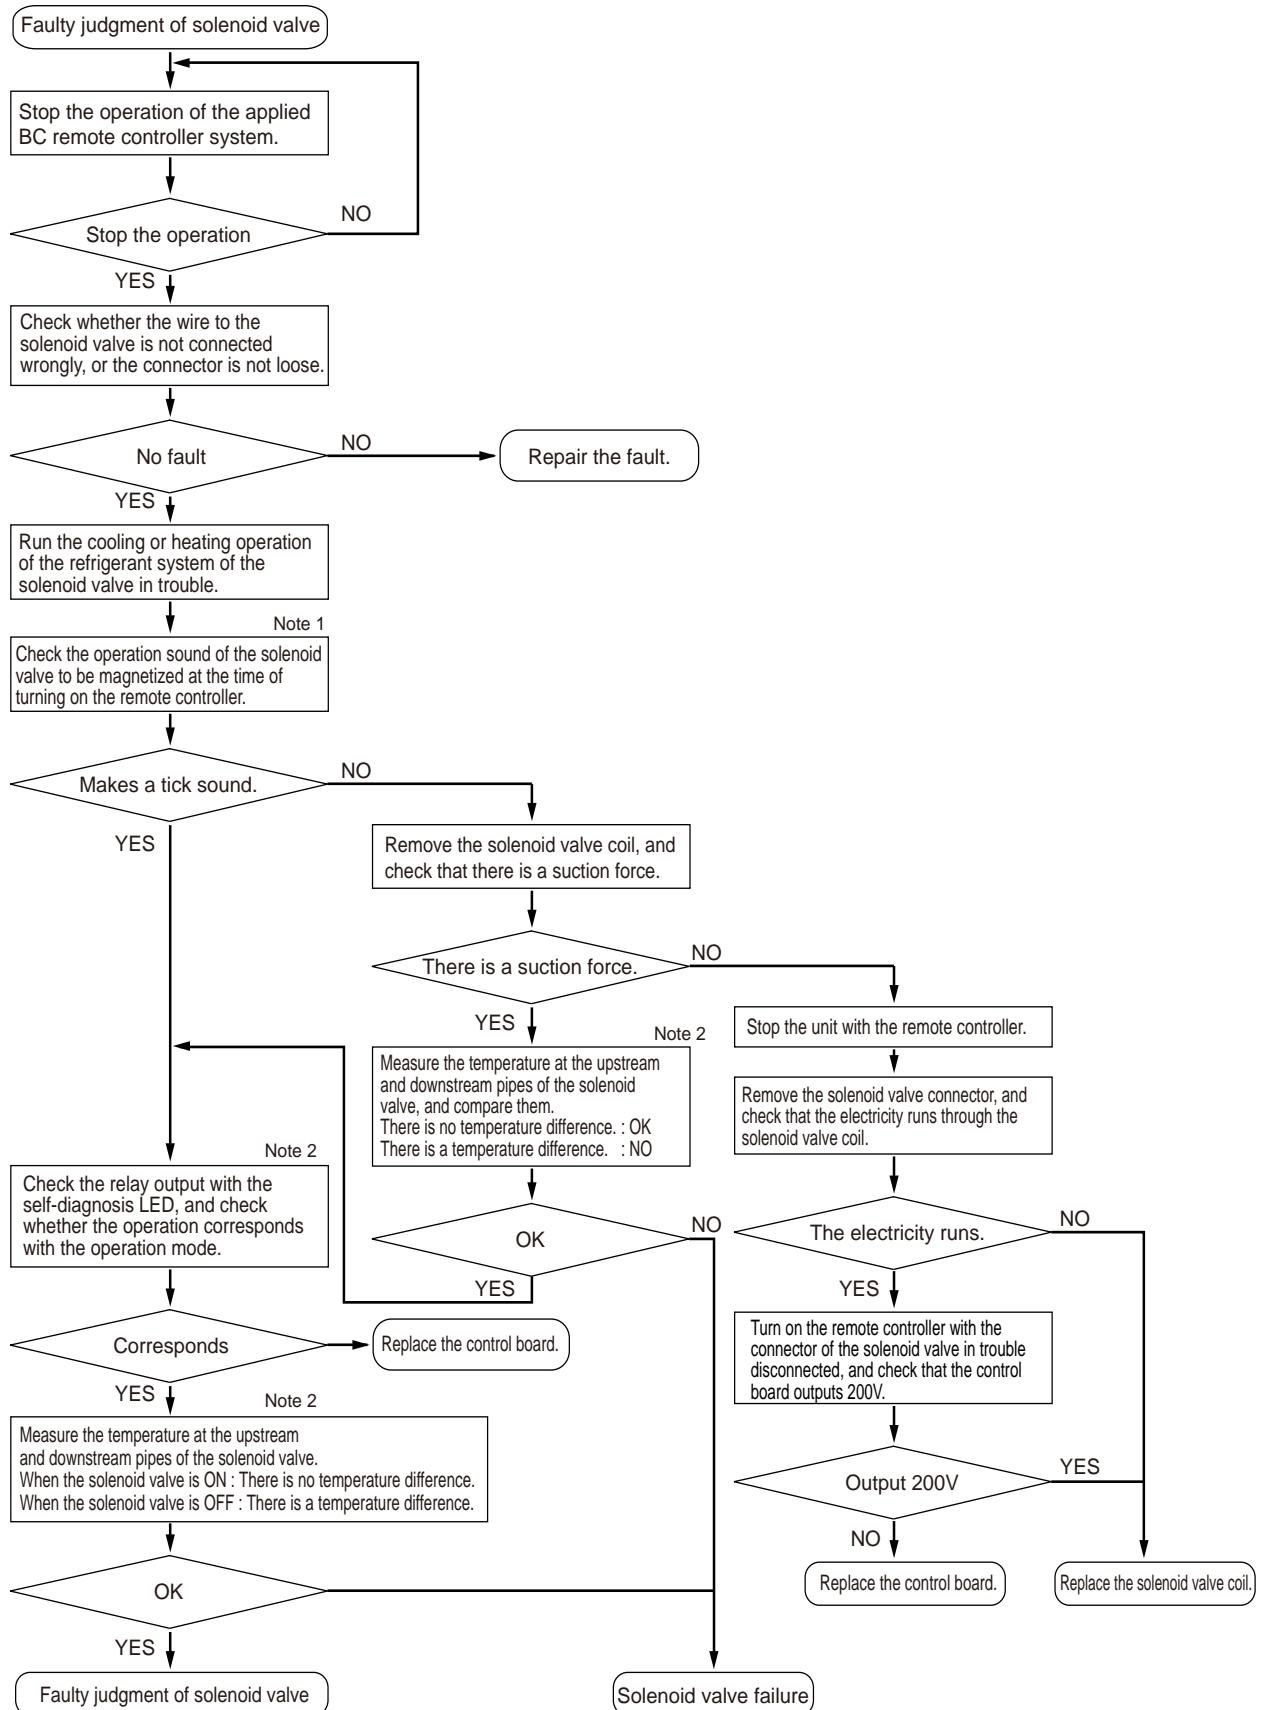 Faulty judgment of solenoid valve
Stop the operation of the applied
BC remote controller system.
Stop the operation
NO
YES
Check whether the wire to the
solenoid valve is not connected
wrongly, or the connector is not loose.
No fault
NO
Repair the fault.
YES
Run the cooling or heating operation
of the refrigerant system of the
solenoid valve in trouble.
Note 1
Check the operation sound of the solenoid
valve to be magnetized at the time of
turning on the remote controller.
Makes a tick sound.
NO
YES
Remove the solenoid valve coil, and
check that there is a suction force.
There is a suction force.
NO
YES
Note 2
Measure the temperature at the upstream
and downstream pipes of the solenoid
valve, and compare them.
There is no temperature difference. : OK
There is a temperature difference. : NO
OK
NO
YES
Stop the unit with the remote controller.
Remove the solenoid valve connector, and
check that the electricity runs through the
solenoid valve coil.
The electricity runs.
NO
YES
Turn on the remote controller with the
connector of the solenoid valve in trouble
disconnected, and check that the control
board outputs 200V.
Output 200V
YES
NO
Replace the control board.
Replace the solenoid valve coil.
Note 2
Check the relay output with the
self-diagnosis LED, and check
whether the operation corresponds
with the operation mode.
Corresponds
Replace the control board.
YES
Note 2
Measure the temperature at the upstream
and downstream pipes of the solenoid valve.
When the solenoid valve is ON : There is no temperature difference.
When the solenoid valve is OFF : There is a temperature difference.
OK
YES
Faulty judgment of solenoid valve
Solenoid valve failure